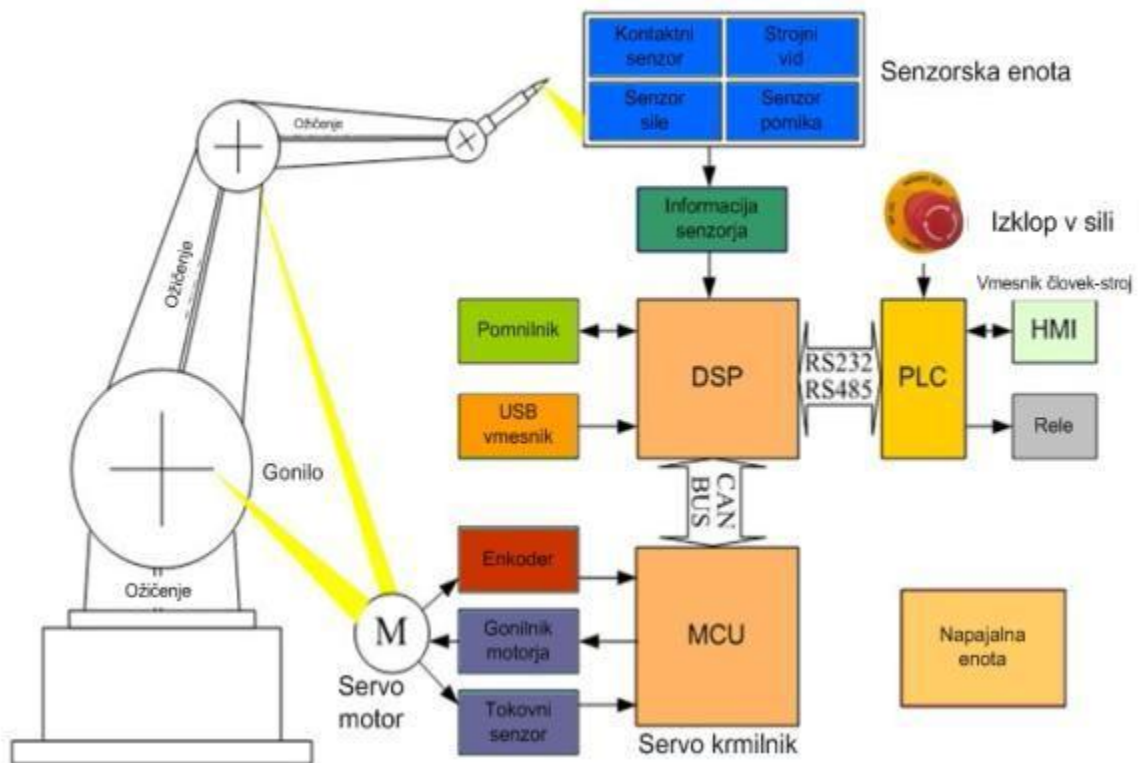 Kontaktni
senzor
Strojni
vid
Senzor
sile
Senzor
pomika
Senzorska enota
Ožičenje
Informacija
senzorja
Izklop v sili
Vmesnik človek-stroj
Ožičenje
Pomnilnik
DSP
RS232
RS485
PLC
HMI
USB
vmesnik
Rele
Gonilo
CAN
BUS
Enkoder
Ožičenje
M
Gonilnik
motorja
MCU
Napajalna
enota
Servo
motor
Tokovni
senzor
Servo krmilnik